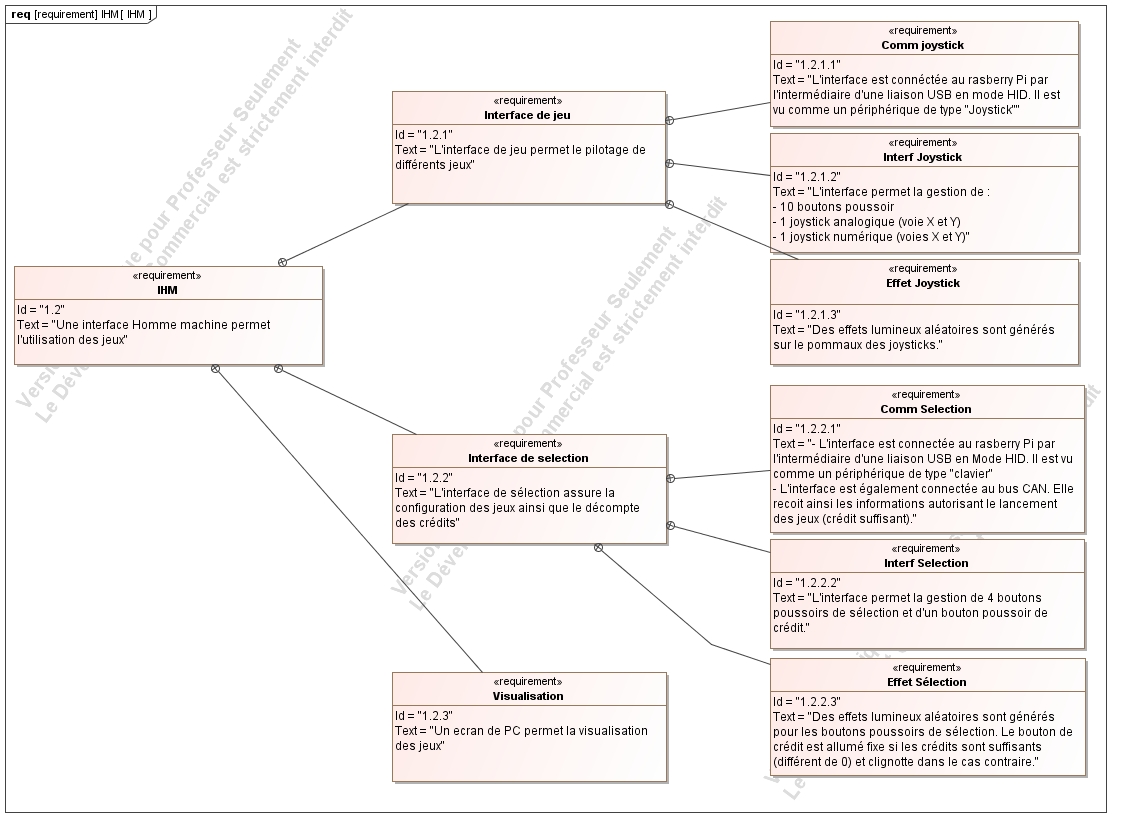 req [requirement] IHM[ IHM ]
«requirement»
IHM
Id = "1.2"
Text = "Une interface Homme machine permet
l'utilisation des jeux"
«requirement»
Interface de jeu
Id = "1.2.1"
Text = "L'interface de jeu permet le pilotage de
différents jeux"
«requirement»
Comm joystick
Id = "1.2.1.1"
Text = "L'interface est connéctée au rasberry Pi par
l'intermédiaire d'une liaison USB en mode HID. Il est
vu comme un périphérique de type "Joystick""
«requirement»
Interf Joystick
Id = "1.2.1.2"
Text = "L'interface permet la gestion de :
- 10 boutons poussoir
- 1 joystick analogique (voie X et Y)
- 1 joystick numérique (voies X et Y)"
«requirement»
Effet Joystick
Id = "1.2.1.3"
Text = "Des effets lumineux aléatoires sont générés
sur le pommaux des joysticks."
«requirement»
Interface de selection
Id = "1.2.2"
Text = "L'interface de sélection assure la
configuration des jeux ainsi que le décompte
des crédits"
«requirement»
Comm Selection
Id = "1.2.2.1"
Text = "- L'interface est connectée au rasberry Pi par
l'intermédiaire d'une liaison USB en Mode HID. Il est vu
comme un périphérique de type "clavier"
- L'interface est également connectée au bus CAN. Elle
recoit ainsi les informations autorisant le lancement
des jeux (crédit suffisant)."
«requirement»
Interf Selection
Id = "1.2.2.2"
Text = "L'interface permet la gestion de 4 boutons
poussoirs de sélection et d'un bouton poussoir de
crédit."
«requirement»
Effet Sélection
Id = "1.2.2.3"
Text = "Des effets lumineux aléatoires sont générés
pour les boutons poussoirs de sélection. Le bouton de
crédit est allumé fixe si les crédits sont suffisants
(différent de 0) et clignotte dans le cas contraire."
«requirement»
Visualisation
Id = "1.2.3"
Text = "Un ecran de PC permet la visualisation
des jeux"
pour Professeur Seulement
est strictement interdit
pour Professeur Seulement
est strictement interdit